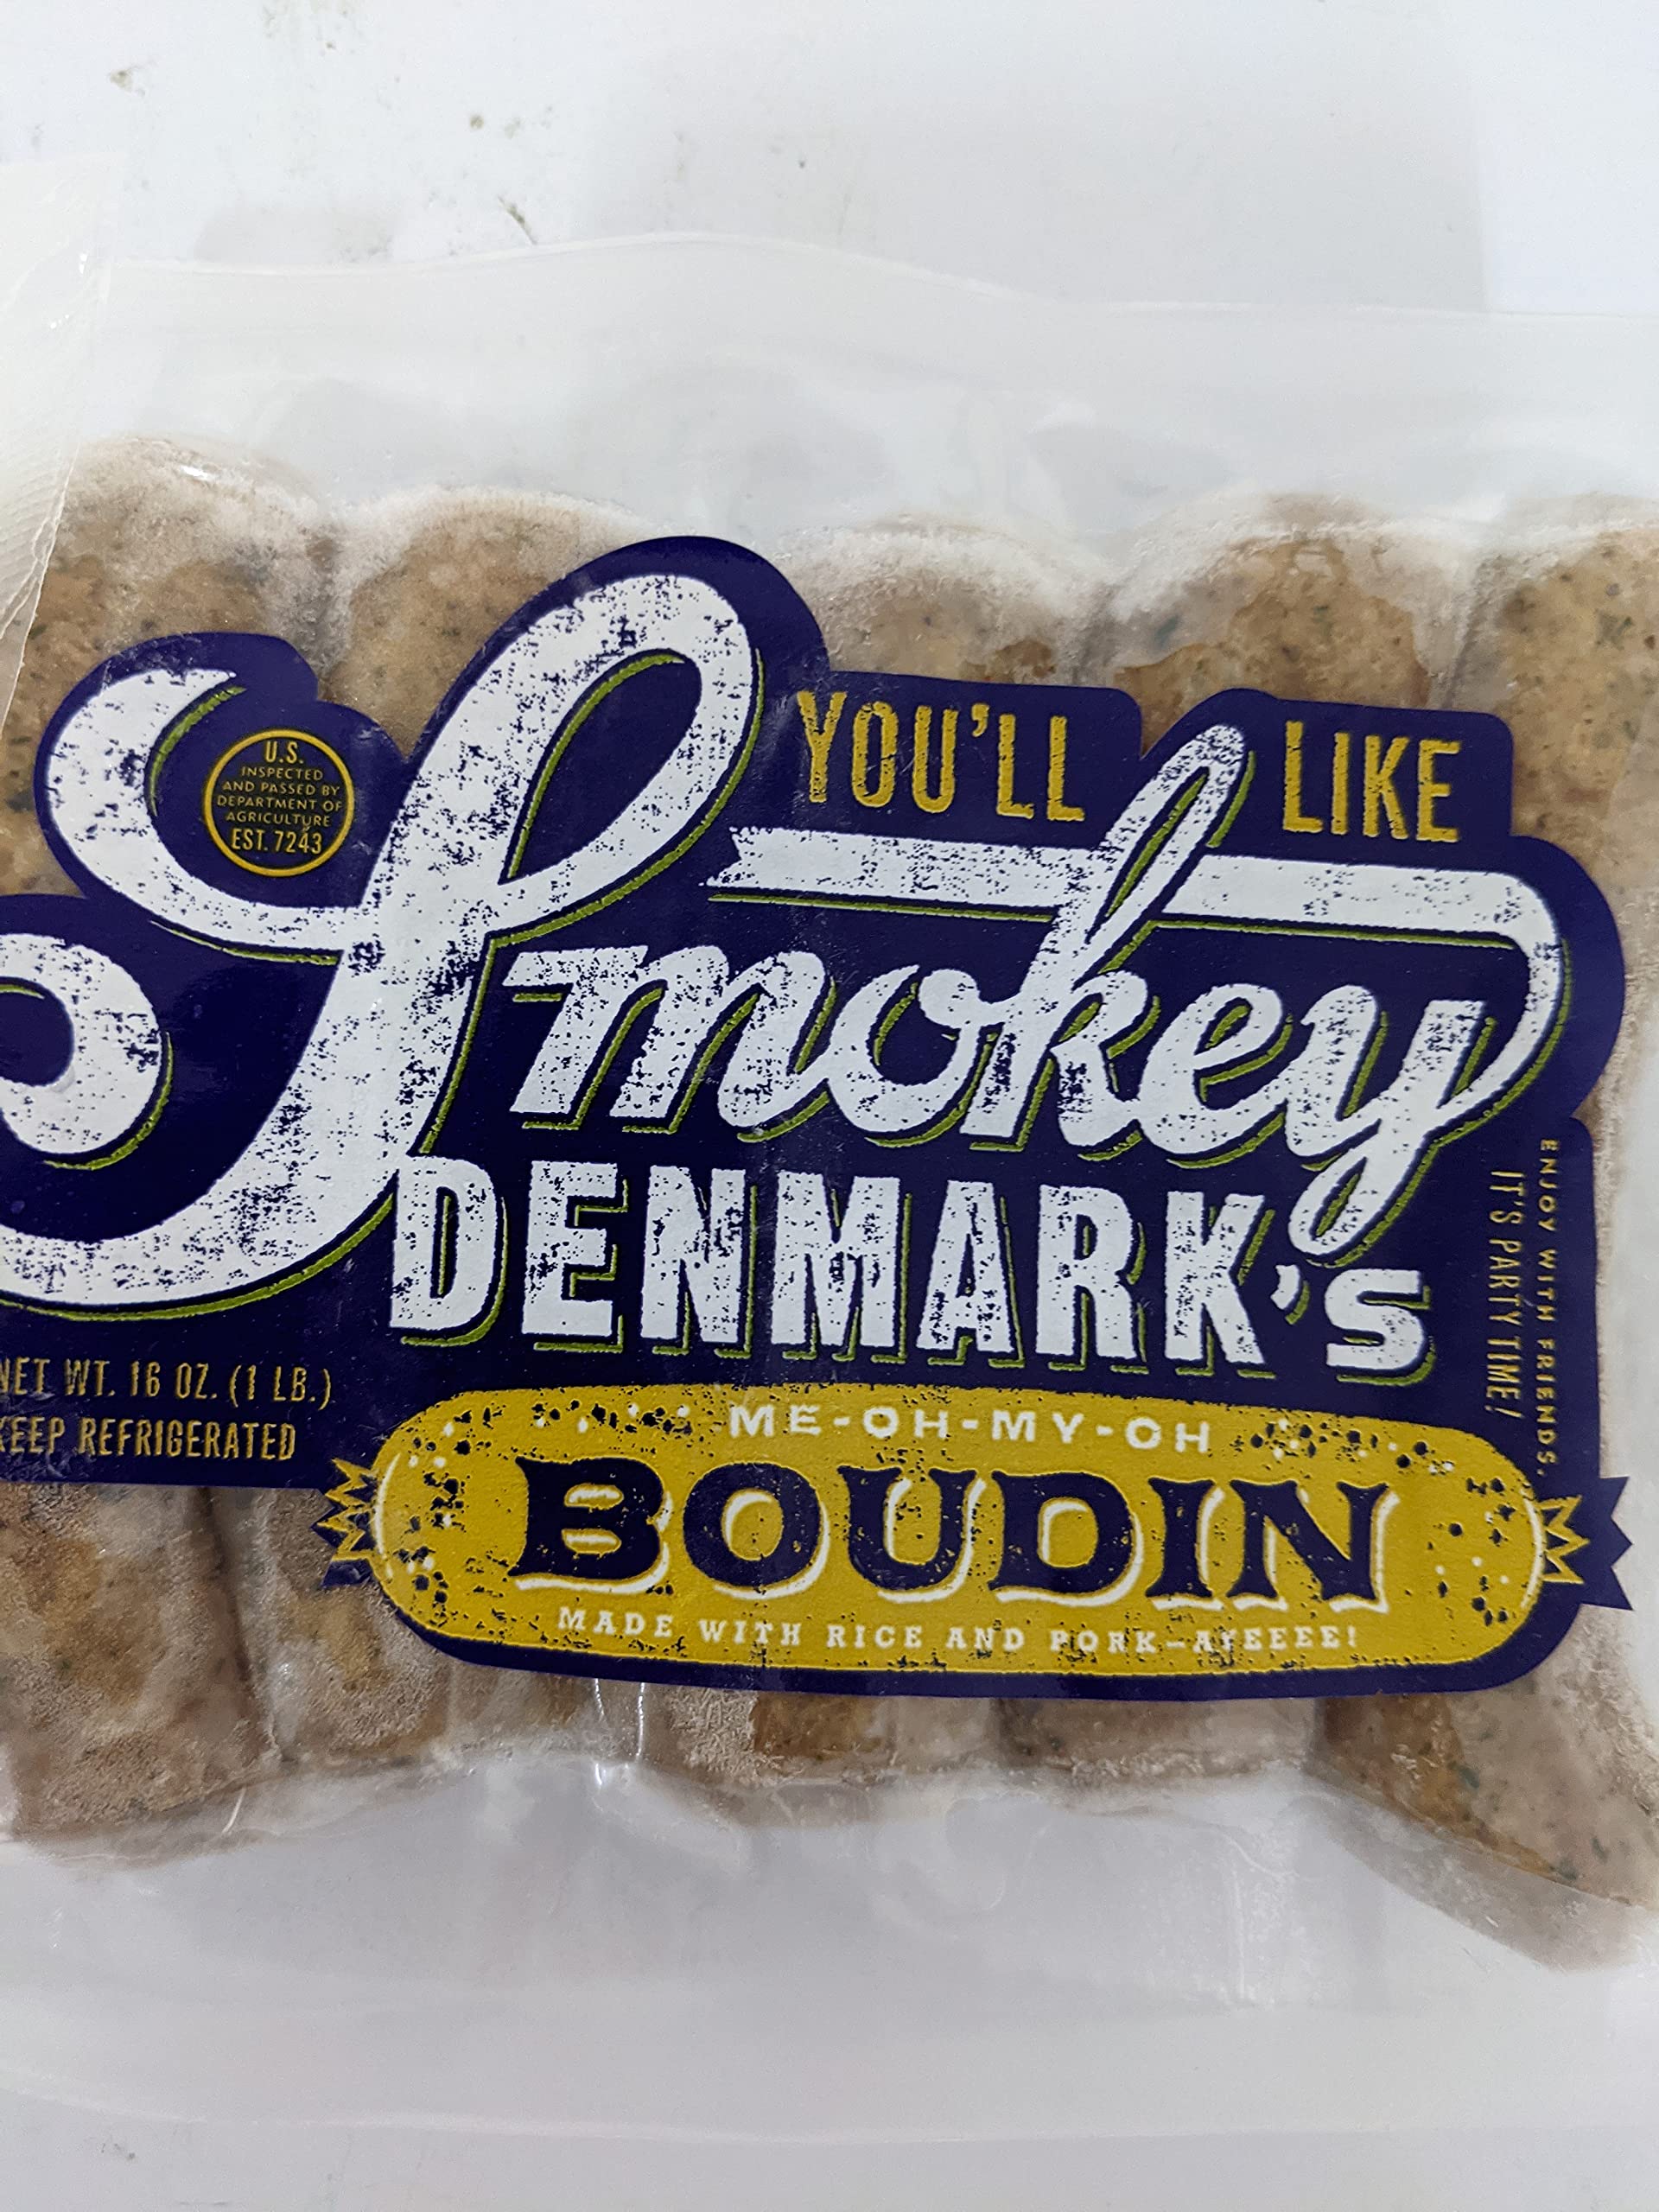 U.S.
INSPECTED
AND PASSED BY
DEPARTMENT OF
AGRICULTURE
EST. 7243
YOU'LL LIKE
Smokey
DENMARK'S
ENJOY WITH FRIENDS.
IT'S PARTY TIME!
NET WT. 16 OZ. (1 LB.)
KEEP REFRIGERATED
ME-OH-MY-OH
BOUDIN
MADE WITH RICE AND PORK-AYEEEE!